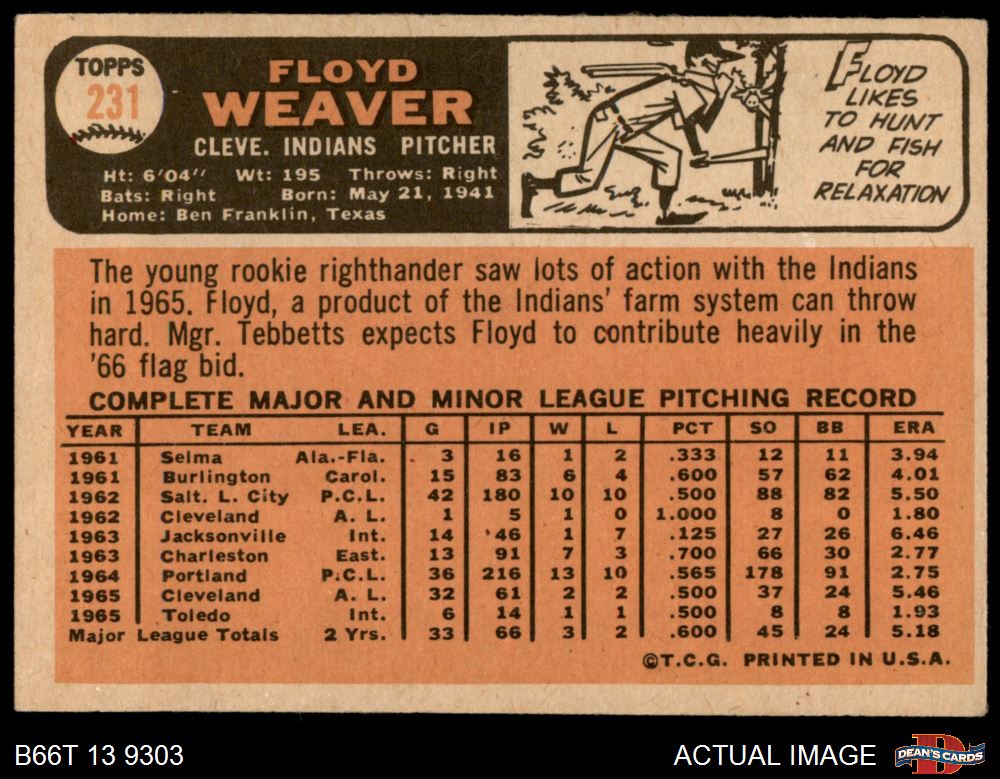 TOPPS
231
FLOYD
WEAVER
CLEVE. INDIANS PITCHER
Ht: 6'04" Wt: 195 Throws: Right
Bats: Right Born: May 21, 1941
Home: Ben Franklin, Texas
FLOYD
LIKES
TO HUNT
AND FISH
FOR
RELAXATION
The young rookie righthander saw lots of action with the Indians
in 1965. Floyd, a product of the Indians' farm system can throw
hard. Mgr. Tebbetts expects Floyd to contribute heavily in the
'66 flag bid.
COMPLETE MAJOR AND MINOR LEAGUE PITCHING RECORD
YEAR TEAM LEA. G IP W L PCT SO BB ERA
1961 Selma Ala.-Fla. 3 16 1 2 .333 12 11 3.94
1961 Burlington Carol. 15 83 6 4 .600 57 62 4.01
1962 Salt. L. City P.C.L. 42 180 10 10 .500 88 82 5.50
1962 Cleveland A. L. 1 5 1 0 1.000 8 0 1.80
1963 Jacksonville Int. 14 46 1 7 .125 27 26 6.46
1963 Charleston East. 13 91 7 3 .700 66 30 2.77
1964 Portland P.C.L. 36 216 13 10 .565 178 91 2.75
1965 Cleveland A. L. 32 61 2 2 .500 37 24 5.46
1965 Toledo Int. 6 14 1 1 .500 8 8 1.93
Major League Totals 2 Yrs. 33 66 3 2 .600 45 24 5.18
©T.C.G. PRINTED IN U.S.A.
B66T 13 9303
ACTUAL IMAGE
DEAN'S CARDS